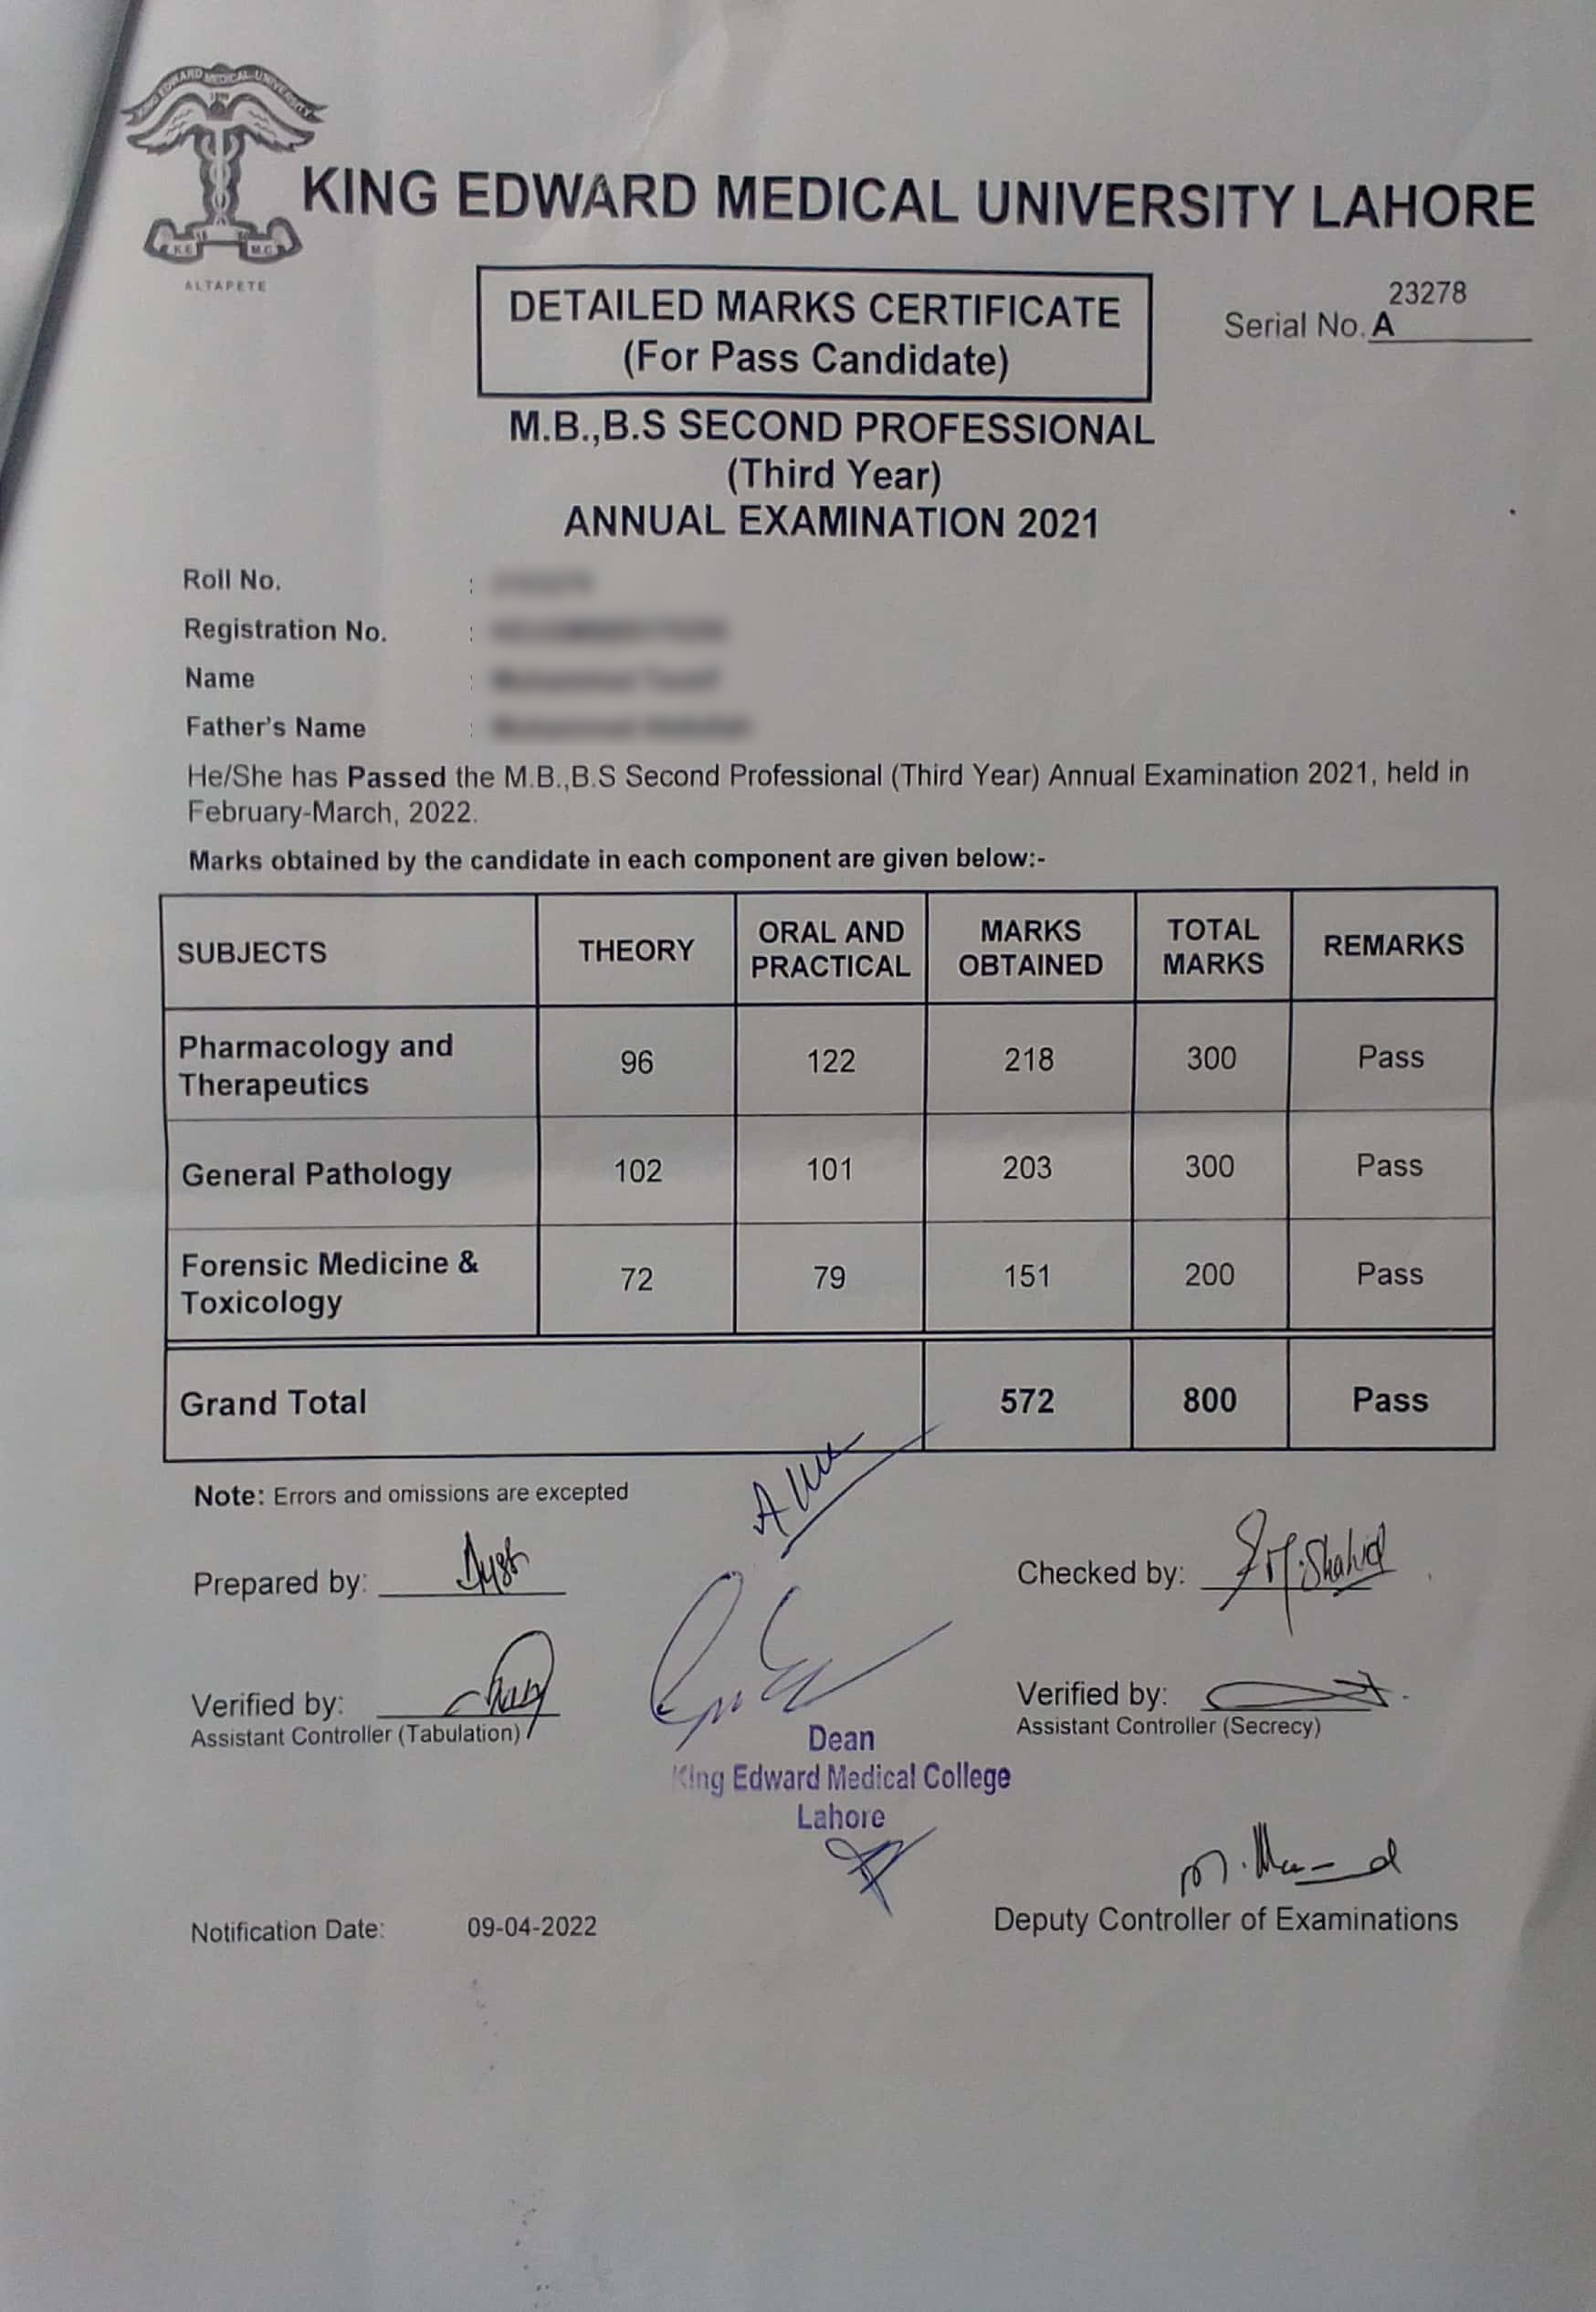 KING EDWARD MEDICAL UNIVERSITY
K.E M.C
ALTAPETE
KING EDWARD MEDICAL UNIVERSITY LAHORE
DETAILED MARKS CERTIFICATE
(For Pass Candidate)
Serial No. A 23278
M.B.,B.S SECOND PROFESSIONAL
(Third Year)
ANNUAL EXAMINATION 2021
Roll No. :
Registration No. :
Name :
Father's Name :
He/She has Passed the M.B.,B.S Second Professional (Third Year) Annual Examination 2021, held in
February-March, 2022.
Marks obtained by the candidate in each component are given below:-
SUBJECTS THEORY ORAL AND PRACTICAL MARKS OBTAINED TOTAL MARKS REMARKS
Pharmacology and Therapeutics 96 122 218 300 Pass
General Pathology 102 101 203 300 Pass
Forensic Medicine & Toxicology 72 79 151 200 Pass
Grand Total 572 800 Pass
Note: Errors and omissions are excepted
Prepared by: Checked by:
Verified by: Verified by:
Assistant Controller (Tabulation) Assistant Controller (Secrecy)
Dean
King Edward Medical College
Lahore
Deputy Controller of Examinations
Notification Date: 09-04-2022